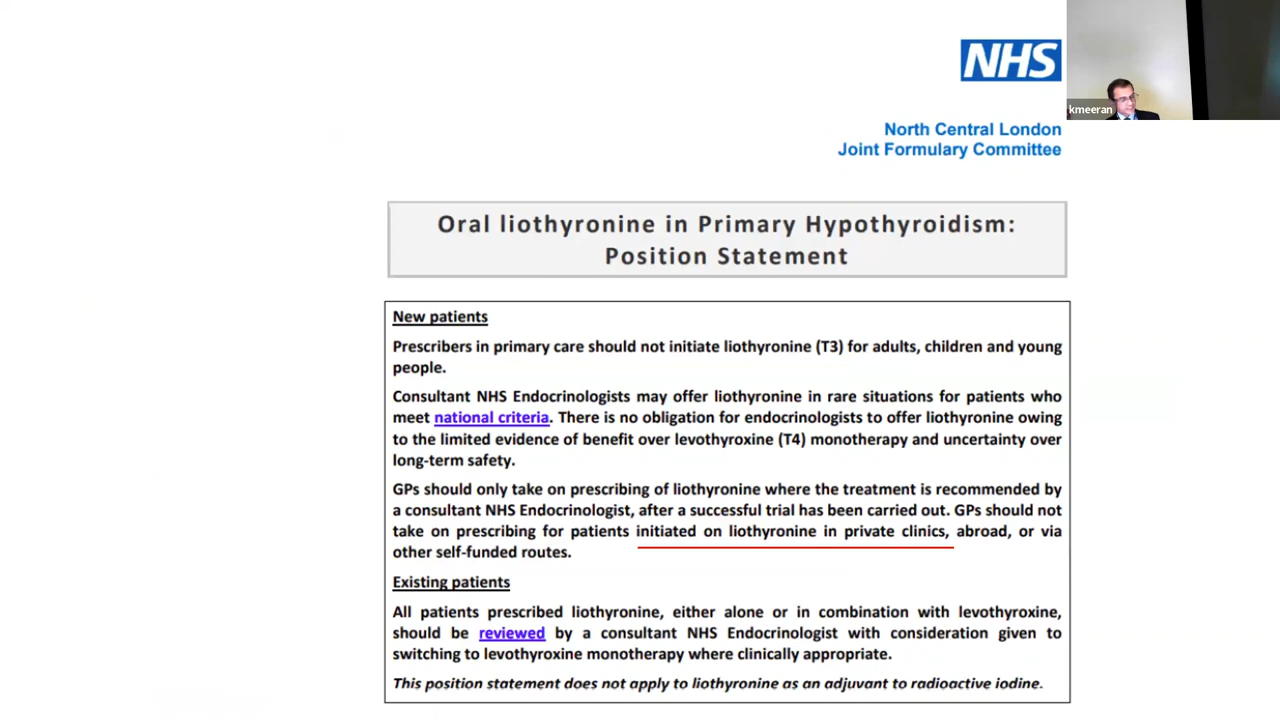 NHS
kmeeran
North Central London
Joint Formulary Committee
Oral liothyronine in Primary Hypothyroidism:
Position Statement
New patients
Prescribers in primary care should not initiate liothyronine (T3) for adults, children and young
people.
Consultant NHS Endocrinologists may offer liothyronine in rare situations for patients who
meet national criteria. There is no obligation for endocrinologists to offer liothyronine owing
to the limited evidence of benefit over levothyroxine (T4) monotherapy and uncertainty over
long-term safety.
GPs should only take on prescribing of liothyronine where the treatment is recommended by
a consultant NHS Endocrinologist, after a successful trial has been carried out. GPs should not
take on prescribing for patients initiated on liothyronine in private clinics, abroad, or via
other self-funded routes.
Existing patients
All patients prescribed liothyronine, either alone or in combination with levothyroxine,
should be reviewed by a consultant NHS Endocrinologist with consideration given to
switching to levothyroxine monotherapy where clinically appropriate.
This position statement does not apply to liothyronine as an adjuvant to radioactive iodine.